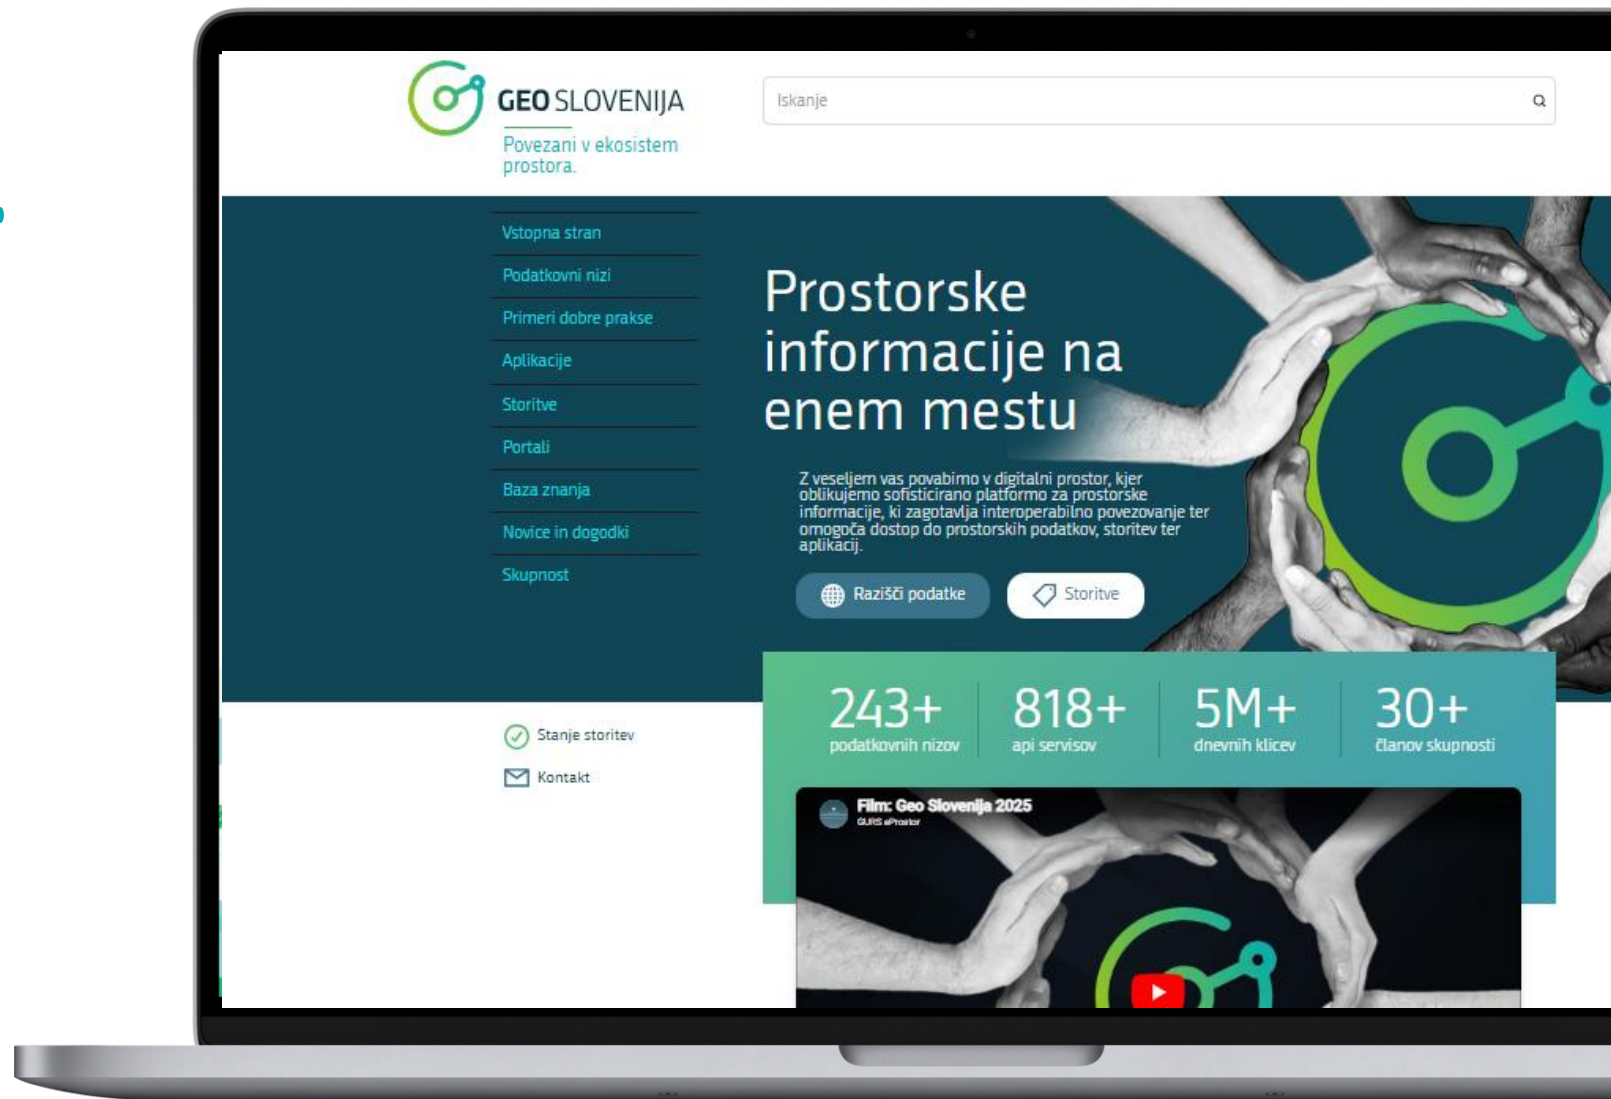 GEO SLOVENIJA
Povezani v ekosistem
prostora.
Iskanje
Vstopna stran
Podatkovni nizi
Primeri dobre prakse
Aplikacije
Storitve
Portali
Baza znanja
Novice in dogodki
Skupnost
Prostorske
informacije na
enem mestu
Z veseljem vas povabimo v digitalni prostor, kjer
oblikujemo sofisticirano platformo za prostorske
informacije, ki zagotavlja interoperabilno povezovanje ter
omogoča dostop do prostorskih podatkov, storitev ter
aplikacij.
Razišči podatke
Storitve
243+
podatkovnih nizov
818+
api servisov
5M+
dnevnih klicev
30+
članov skupnosti
Stanje storitev
Kontakt
Film: Geo Slovenija 2025
GURS eProstor